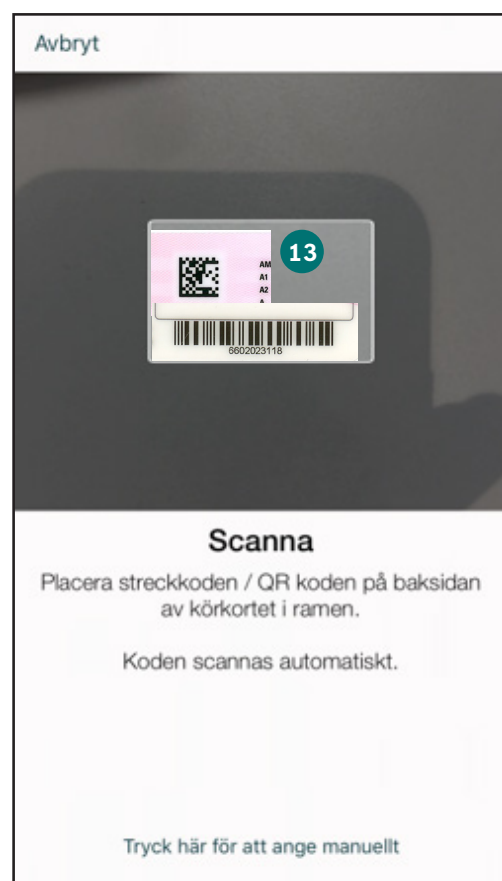 Avbryt
13
AM
A1
A2
A
6602023118
Scanna
Placera streckkoden / QR koden på baksidan
av körkortet i ramen.
Koden scannas automatiskt.
Tryck här för att ange manuellt